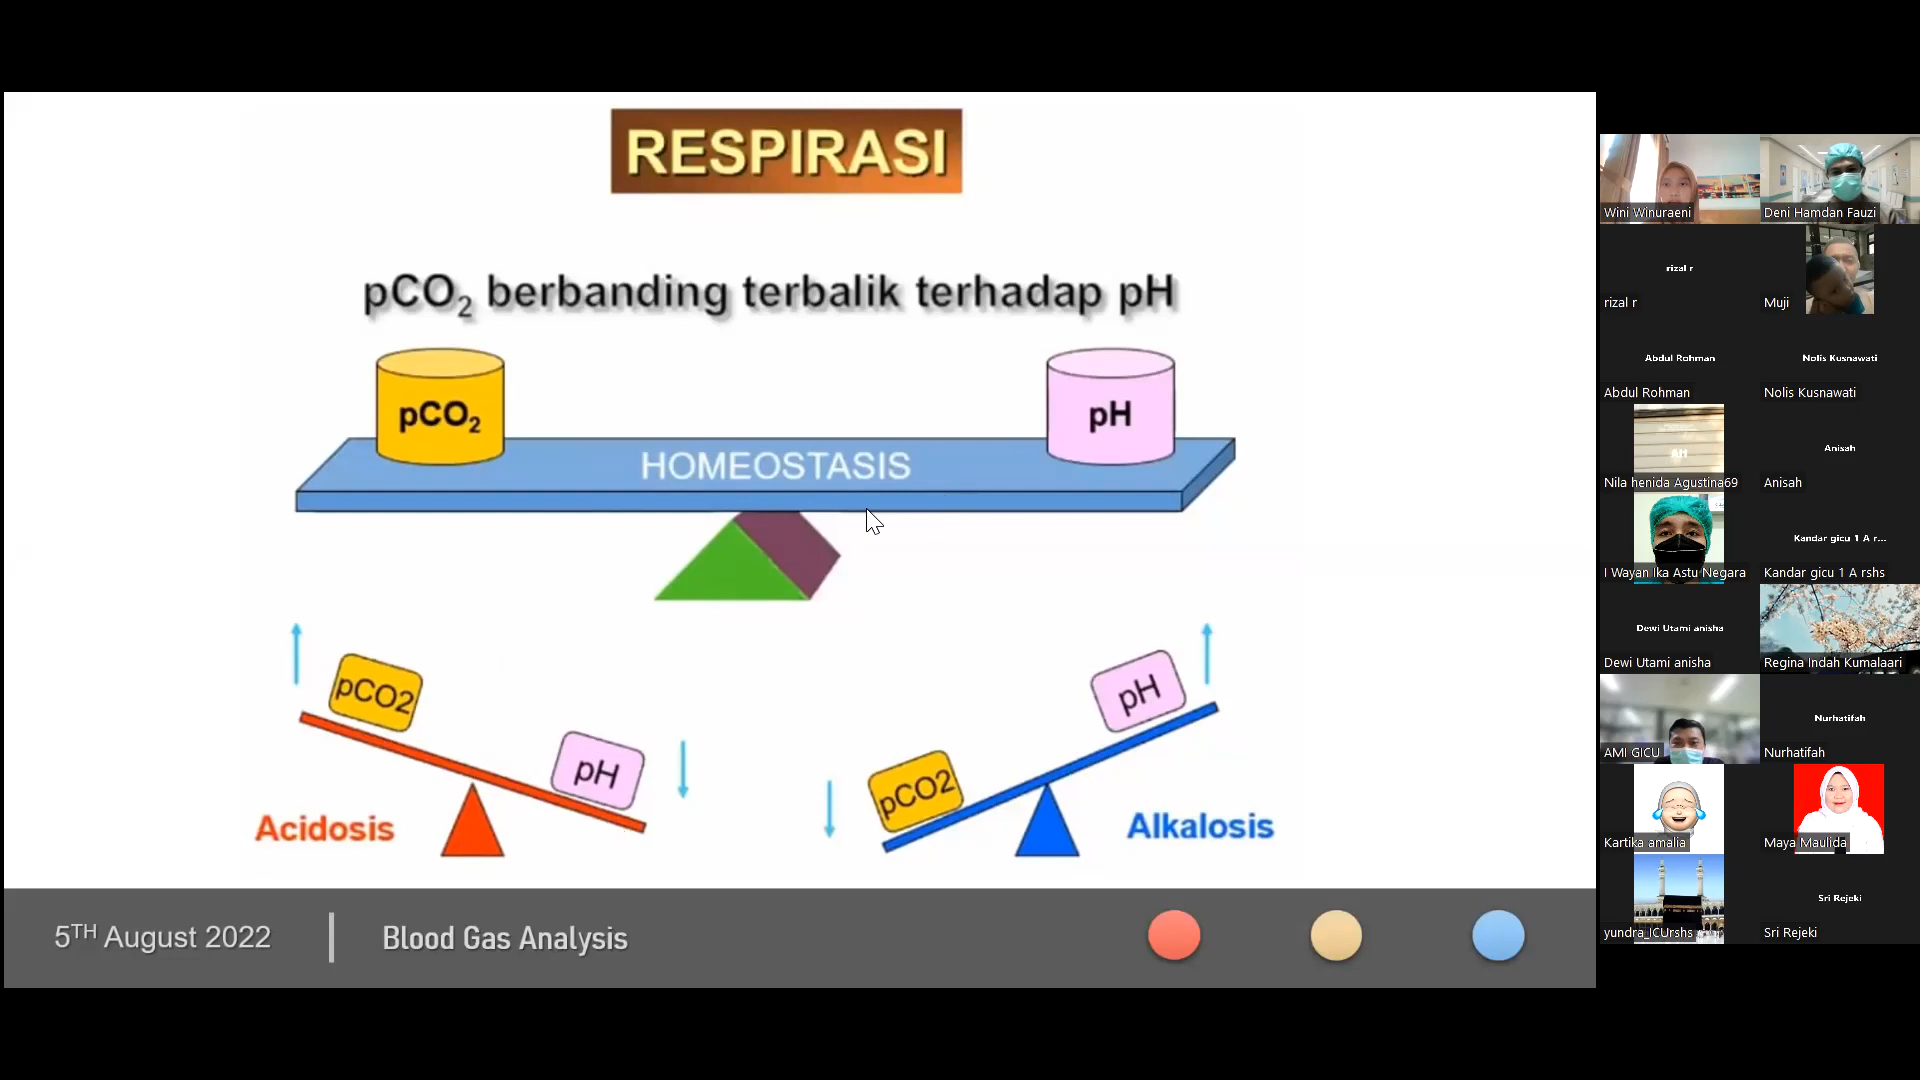 RESPIRASI
pCO₂ berbanding terbalik terhadap pH
pCO₂
pH
HOMEOSTASIS
pCO2
pH
Acidosis
pH
pCO2
Alkalosis
5TH August 2022
Blood Gas Analysis
Wini Winuraeni
Deni Hamdan Fauzi
rizal r
rizal r
Muji
Abdul Rohman
Nolis Kusnawati
Abdul Rohman
Nolis Kusnawati
Anisah
Nila henida Agustina69
Anisah
Kandar gicu 1 A r...
I Wayan Ika Astu Negara
Kandar gicu 1 A rshs
Dewi Utami anisha
Dewi Utami anisha
Regina Indah Kumalaari
Nurhatifah
AMI GICU
Nurhatifah
Kartika amalia
Maya Maulida
Sri Rejeki
yundra_ICUrshs
Sri Rejeki